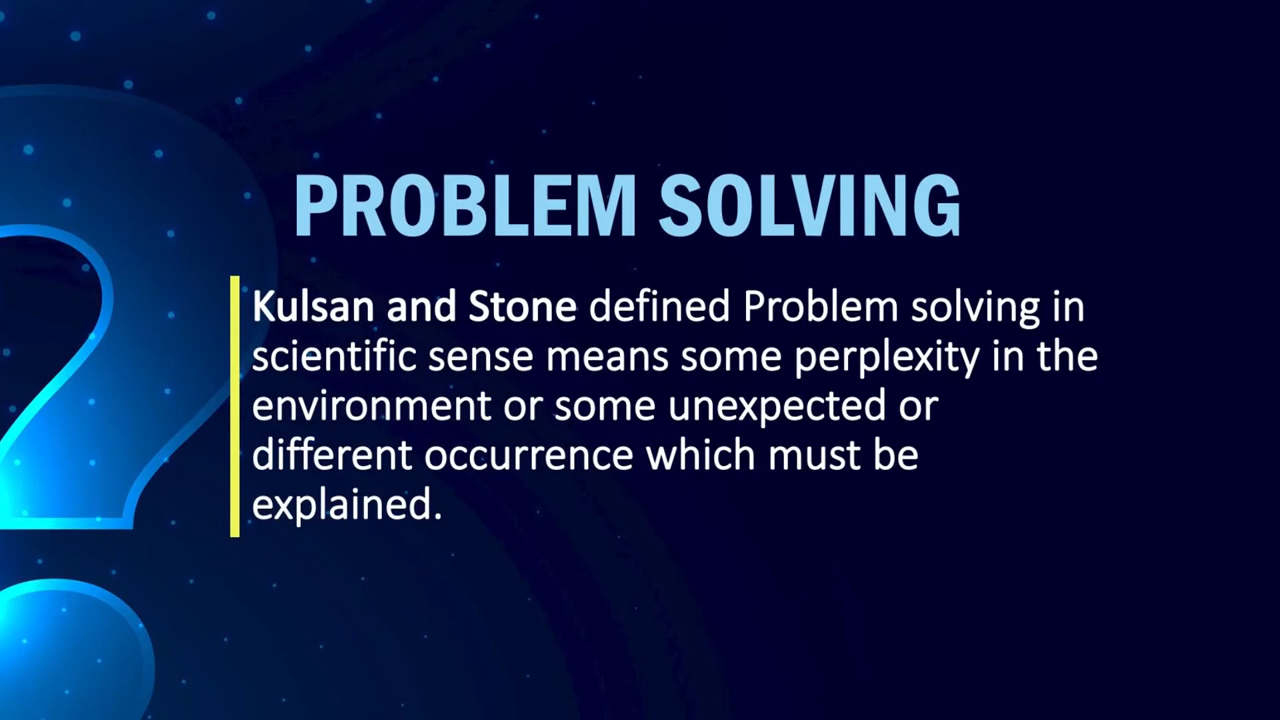 PROBLEM SOLVING
Kulsan and Stone defined Problem solving in
scientific sense means some perplexity in the
environment or some unexpected or
different occurrence which must be
explained.